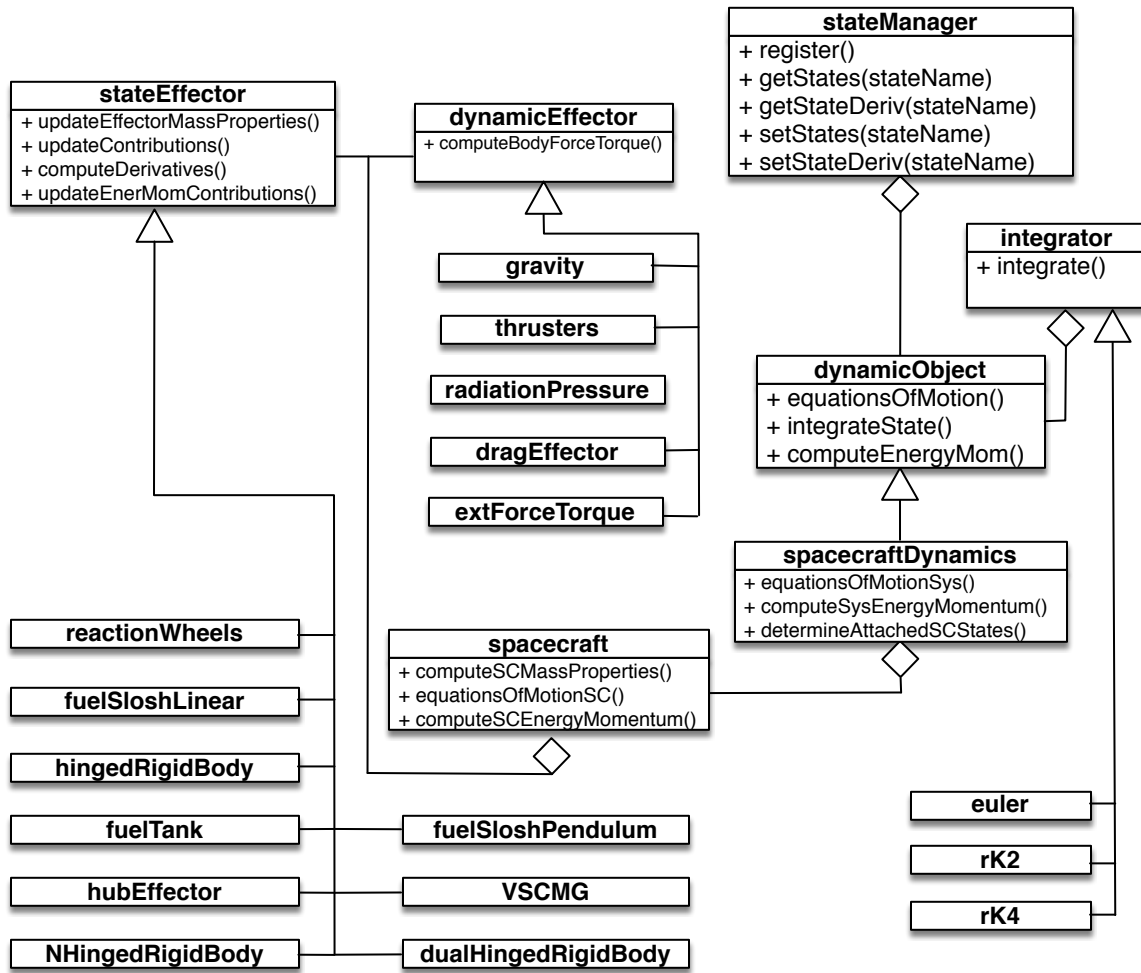 stateManager
+ register()
+ getStates(stateName)
+ getStateDeriv(stateName)
+ setStates(stateName)
+ setStateDeriv(stateName)
stateEffector
+ updateEffectorMassProperties()
+ updateContributions()
+ computeDerivatives()
+ updateEnerMomContributions()
dynamicEffector
+ computeBodyForceTorque()
integrator
+ integrate()
gravity
thrusters
radiationPressure
dragEffector
extForceTorque
dynamicObject
+ equationsOfMotion()
+ integrateState()
+ computeEnergyMom()
spacecraftDynamics
+ equationsOfMotionSys()
+ computeSysEnergyMomentum()
+ determineAttachedSCStates()
spacecraft
+ computeSCMassProperties()
+ equationsOfMotionSC()
+ computeSCEnergyMomentum()
reactionWheels
fuelSloshLinear
hingedRigidBody
fuelTank
fuelSloshPendulum
hubEffector
VSCMG
NHingedRigidBody
dualHingedRigidBody
euler
rK2
rK4